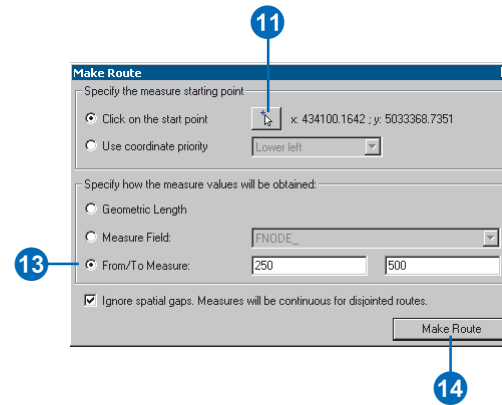 11
Make Route
Specify the measure starting point
Click on the start point
x: 434100.1642 ; y: 5033368.7351
Use coordinate priority
Lower left
Specify how the measure values will be obtained:
Geometric Length
Measure Field:
FNODE_
13
From/To Measure:
250
500
Ignore spatial gaps. Measures will be continuous for disjointed routes.
Make Route
14